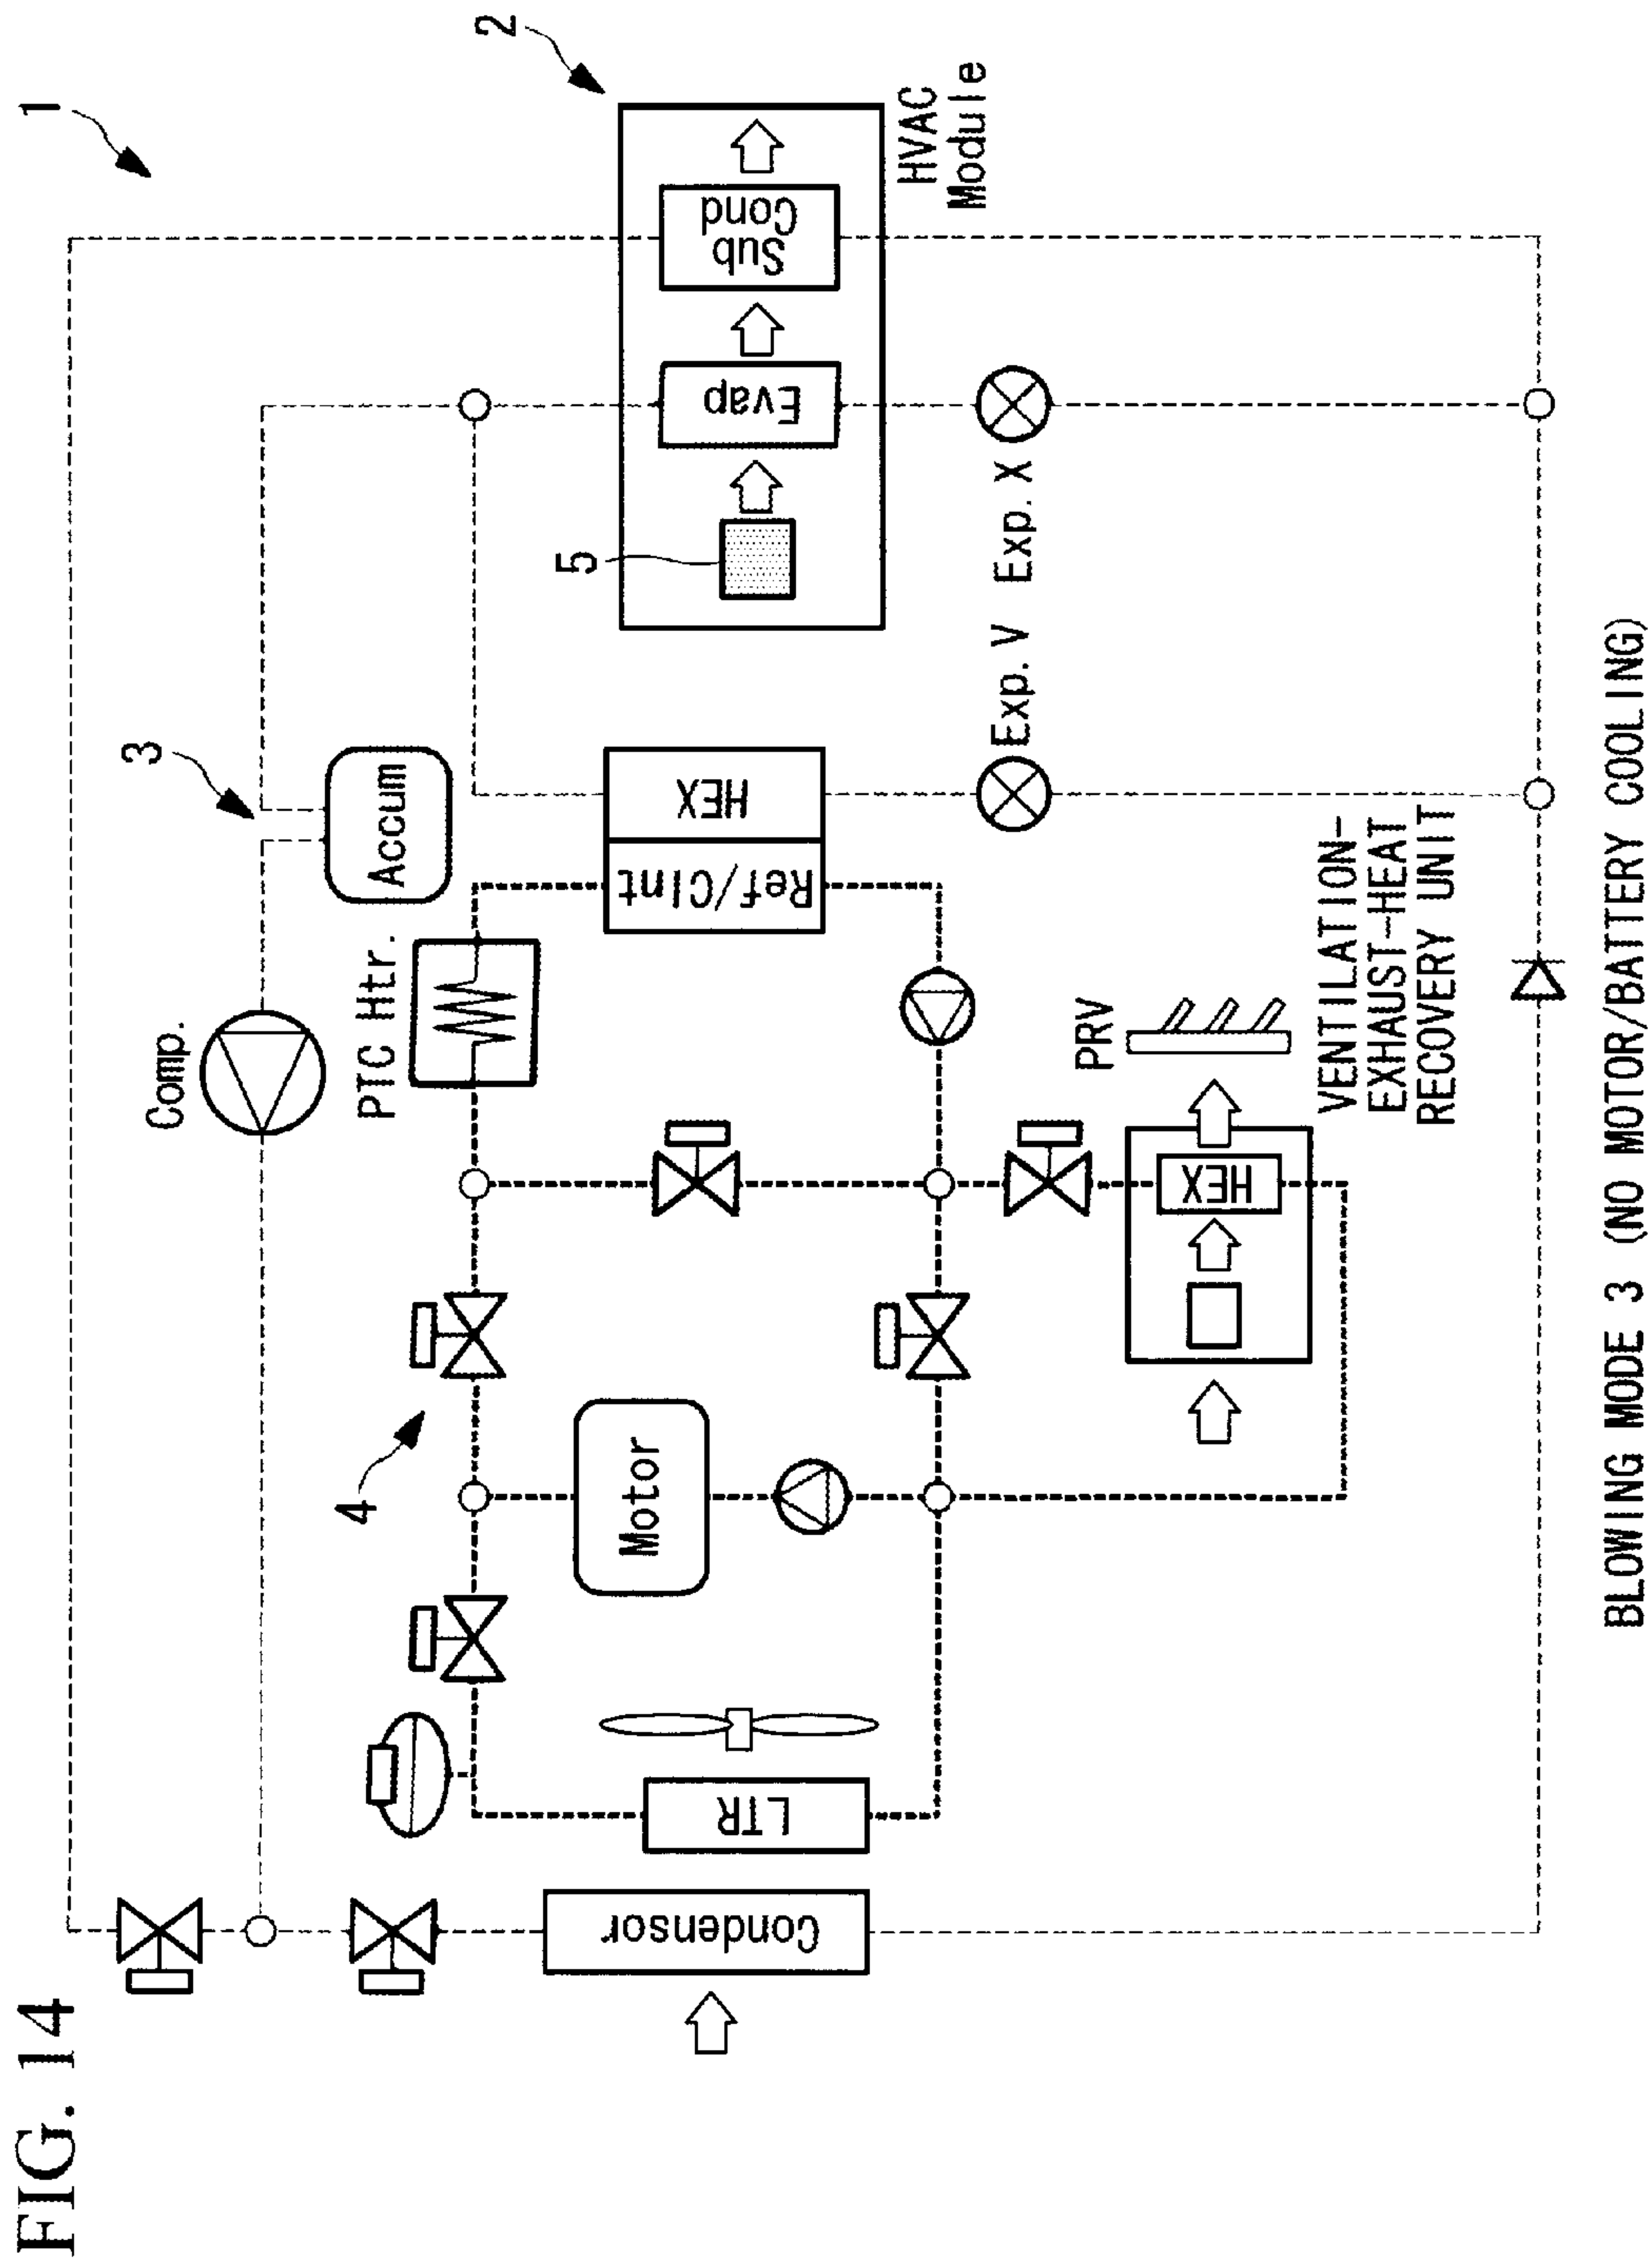 FIG. 14
1
2
3
4
5
Comp.
Accum
PTC Htr.
Ref/Clnt
HEX
Evap
Sub
Cond
HVAC
Module
Exp. V
Exp. X
Motor
LTR
Condensor
HEX
PRV
VENTILATION-
EXHAUST-HEAT
RECOVERY UNIT
BLOWING MODE 3 (NO MOTOR/BATTERY COOLING)